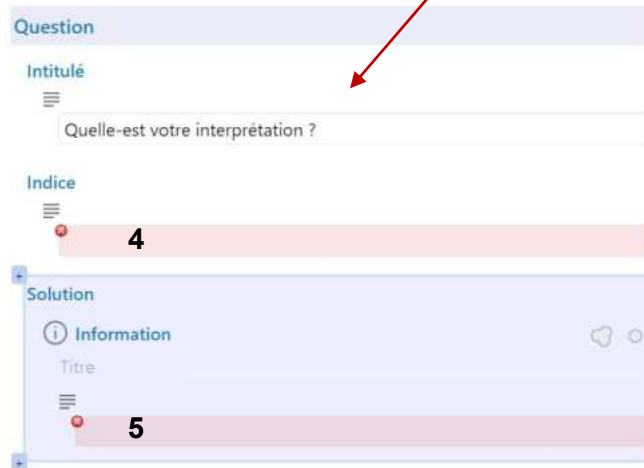 Question
Intitulé
Quelle-est votre interprétation ?
Indice
4
Solution
Information
Titre
5